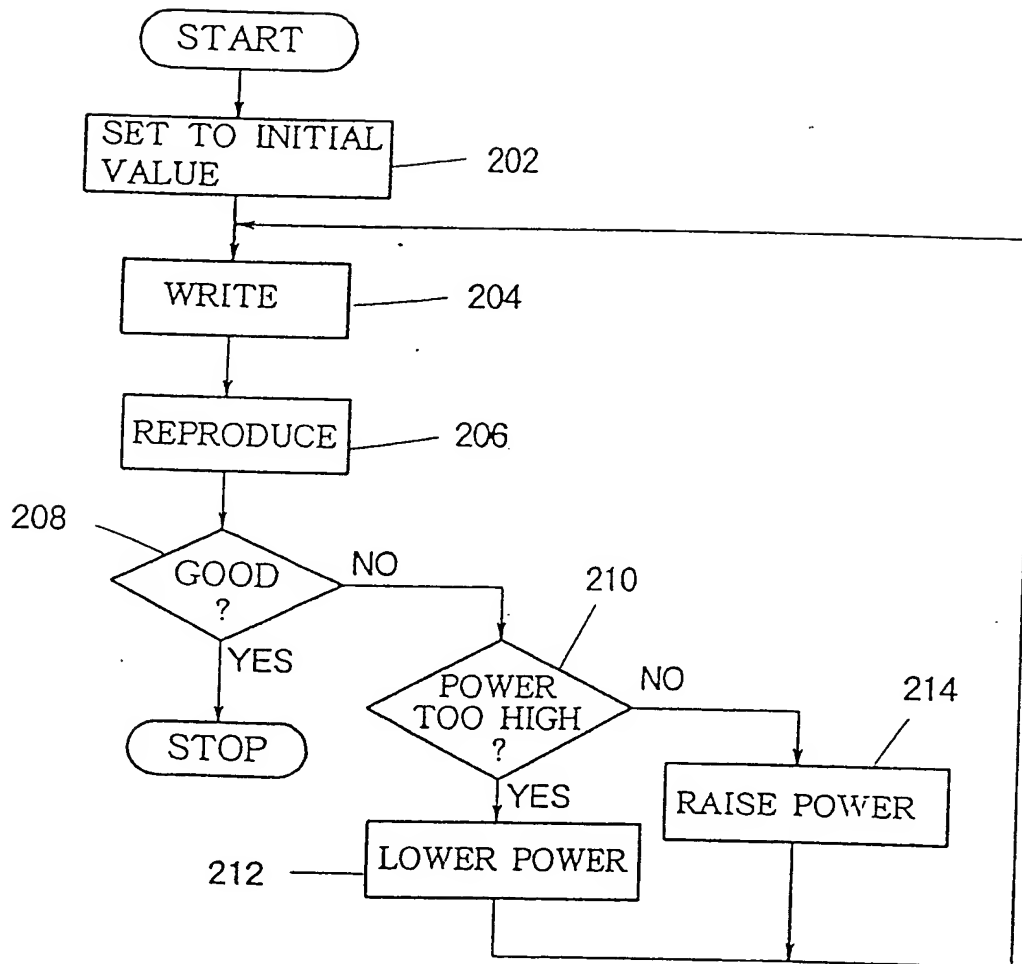 START
SET TO INITIAL
VALUE
202
WRITE
204
REPRODUCE
206
208
GOOD
?
NO
YES
STOP
210
POWER
TOO HIGH
?
NO
YES
214
RAISE POWER
LOWER POWER
212